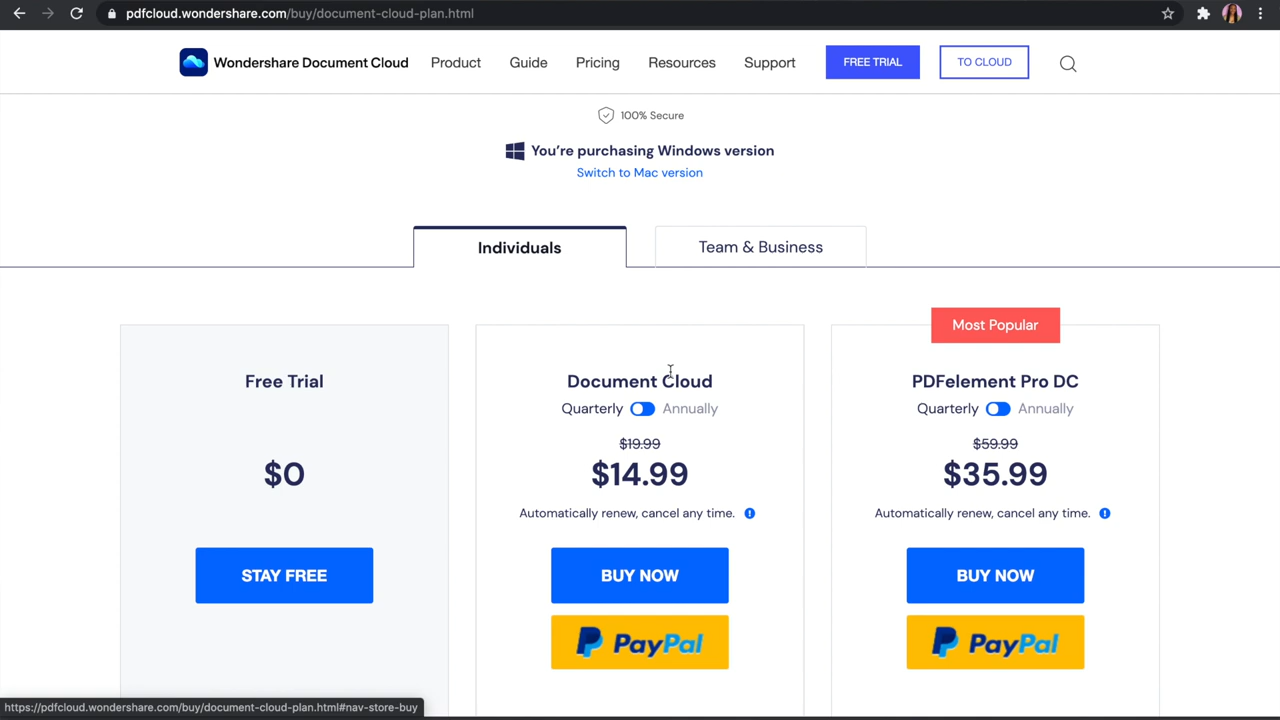 pdfcloud.wondershare.com/buy/document-cloud-plan.html
Wondershare Document Cloud Product Guide Pricing Resources Support FREE TRIAL TO CLOUD
100% Secure
You're purchasing Windows version
Switch to Mac version
Individuals Team & Business
Most Popular
Free Trial Document Cloud PDFelement Pro DC
Quarterly Annually Quarterly Annually
$19.99 $59.99
$0 $14.99 $35.99
Automatically renew, cancel any time. Automatically renew, cancel any time.
STAY FREE BUY NOW BUY NOW
PayPal PayPal
https://pdfcloud.wondershare.com/buy/document-cloud-plan.html#nav-store-buy